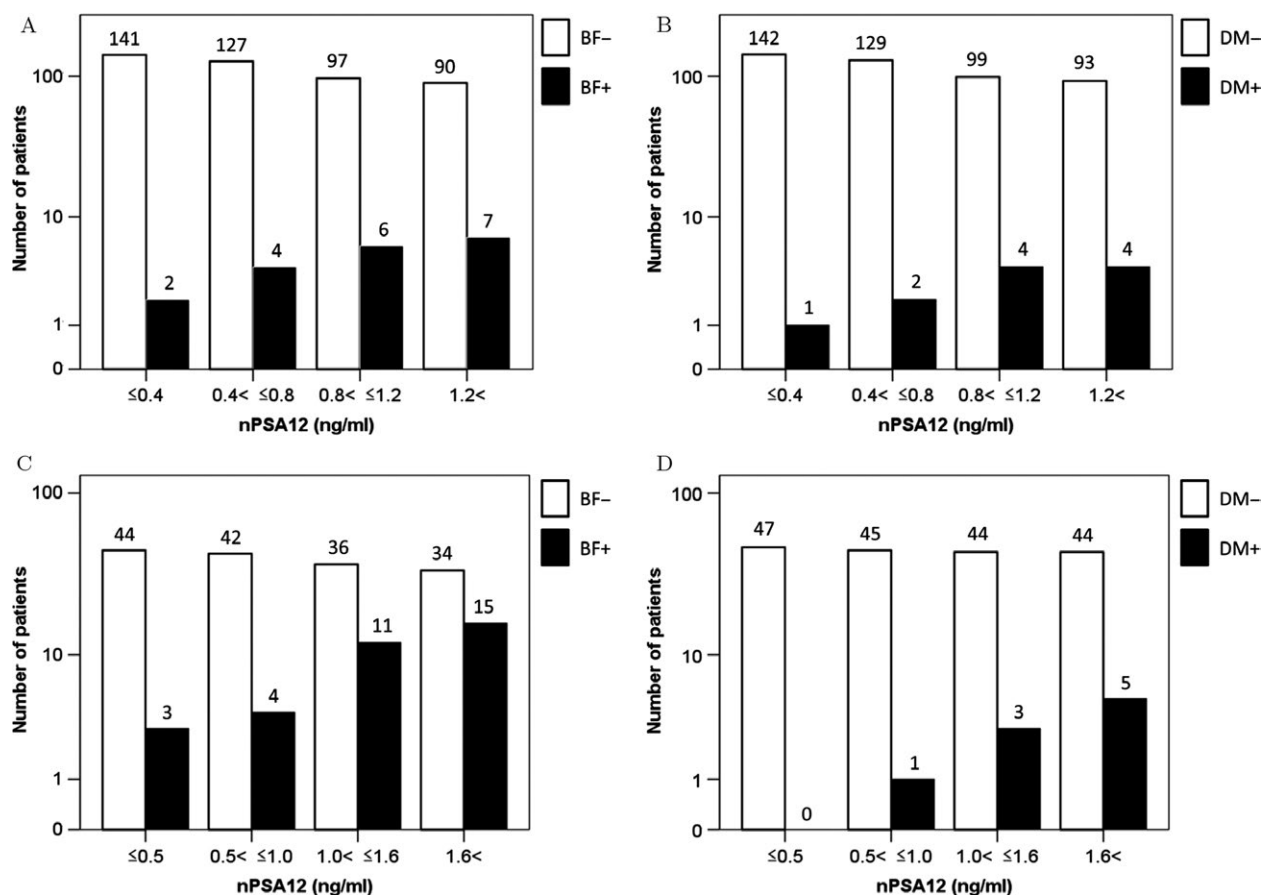 A
141 127 97 90
2 4 6 7
100
10
1
0
Number of patients
≤0.4 0.4< ≤0.8 0.8< ≤1.2 1.2<
nPSA12 (ng/ml)
BF−
BF+
B
142 129 99 93
1 2 4 4
100
10
1
0
Number of patients
≤0.4 0.4< ≤0.8 0.8< ≤1.2 1.2<
nPSA12 (ng/ml)
DM−
DM+
C
44 42 36 34
3 4 11 15
100
10
1
0
Number of patients
≤0.5 0.5< ≤1.0 1.0< ≤1.6 1.6<
nPSA12 (ng/ml)
BF−
BF+
D
47 45 44 44
0 1 3 5
100
10
1
0
Number of patients
≤0.5 0.5< ≤1.0 1.0< ≤1.6 1.6<
nPSA12 (ng/ml)
DM−
DM+